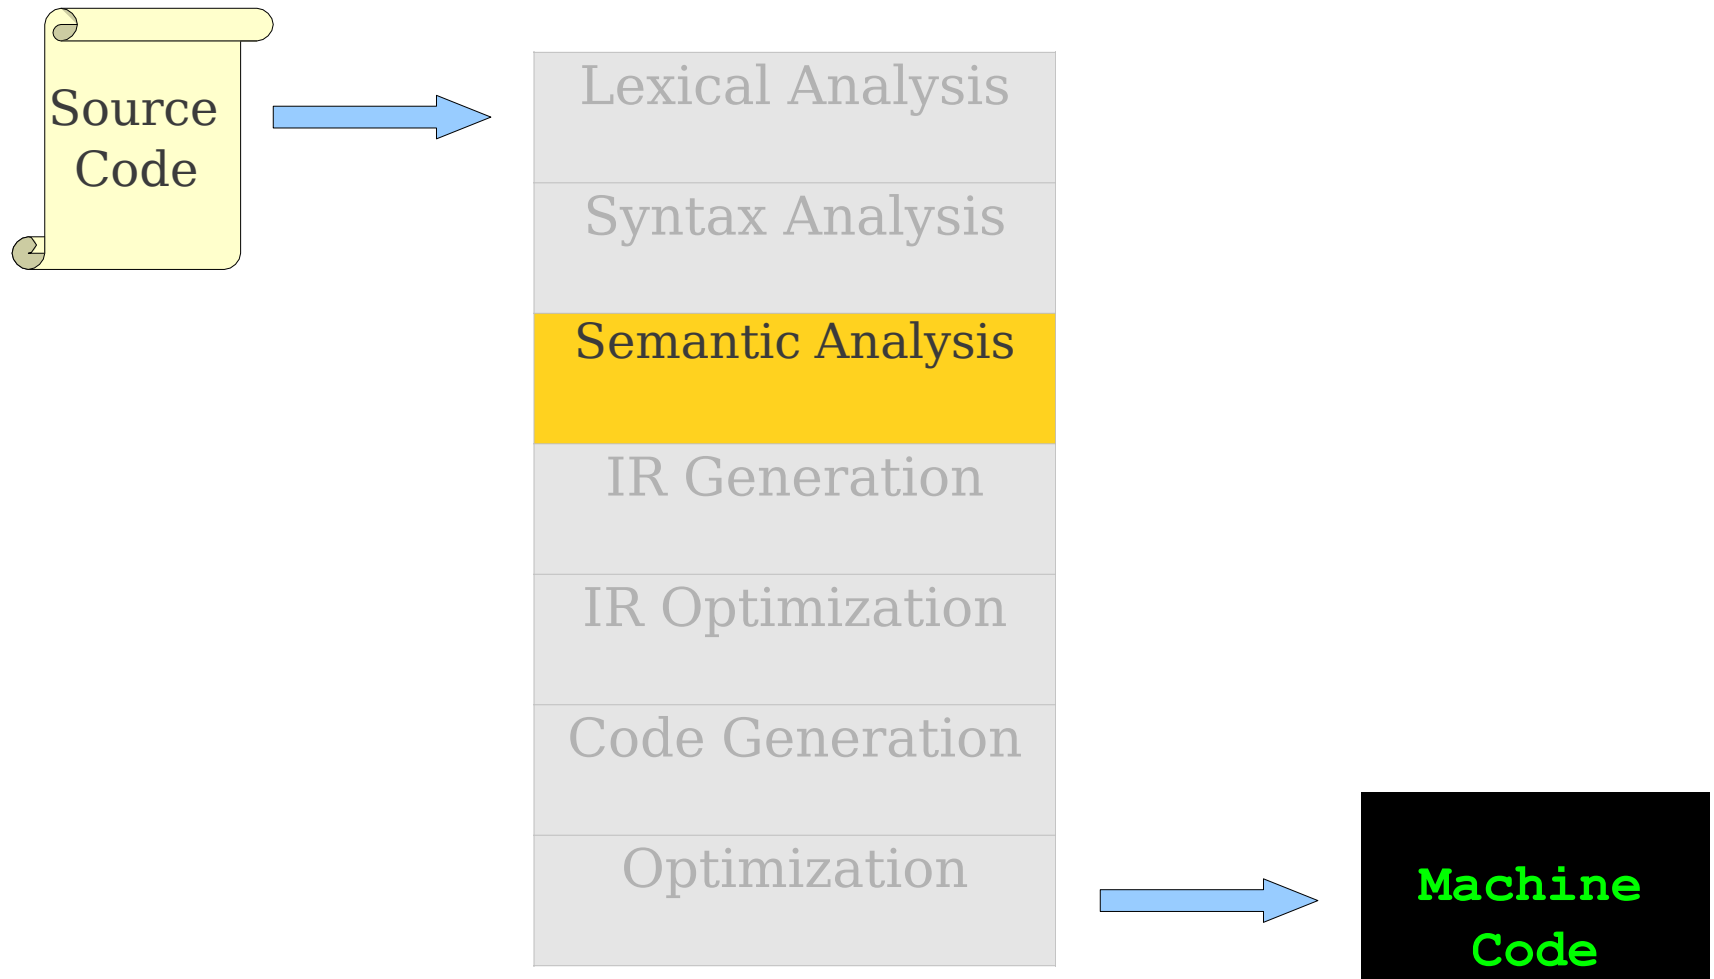 Source
Code
Lexical Analysis
Syntax Analysis
Semantic Analysis
IR Generation
IR Optimization
Code Generation
Optimization
Machine
Code